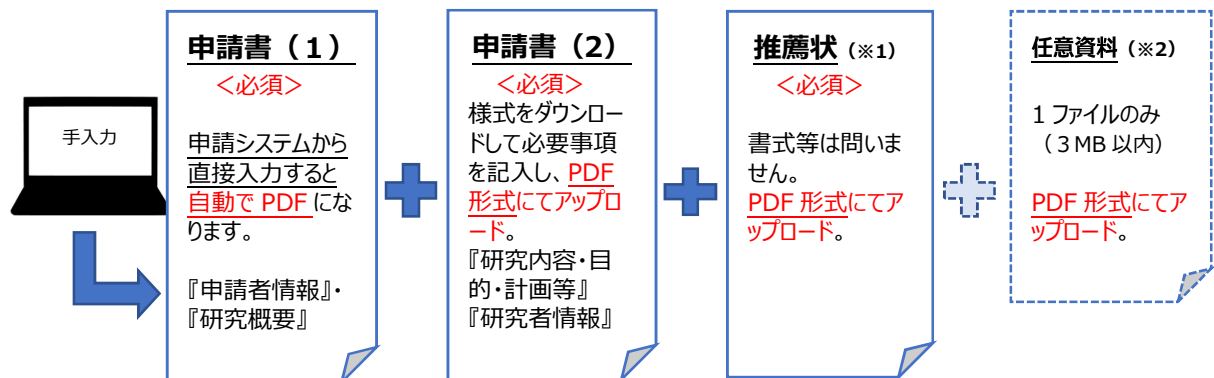 手入力
申請書（１）
＜必須＞
申請システムから
直接入力すると
自動で PDF にな
ります。
『申請者情報』・
『研究概要』
申請書（2）
＜必須＞
様式をダウンロー
ドして必要事項
を記入し、PDF
形式にてアップロ
ード。
『研究内容・目
的・計画等』
『研究者情報』
推薦状（※1）
＜必須＞
書式等は問いま
せん。
PDF 形式にてア
ップロード。
任意資料（※2）
１ファイルのみ
（３MB 以内）
PDF 形式にてア
ップロード。